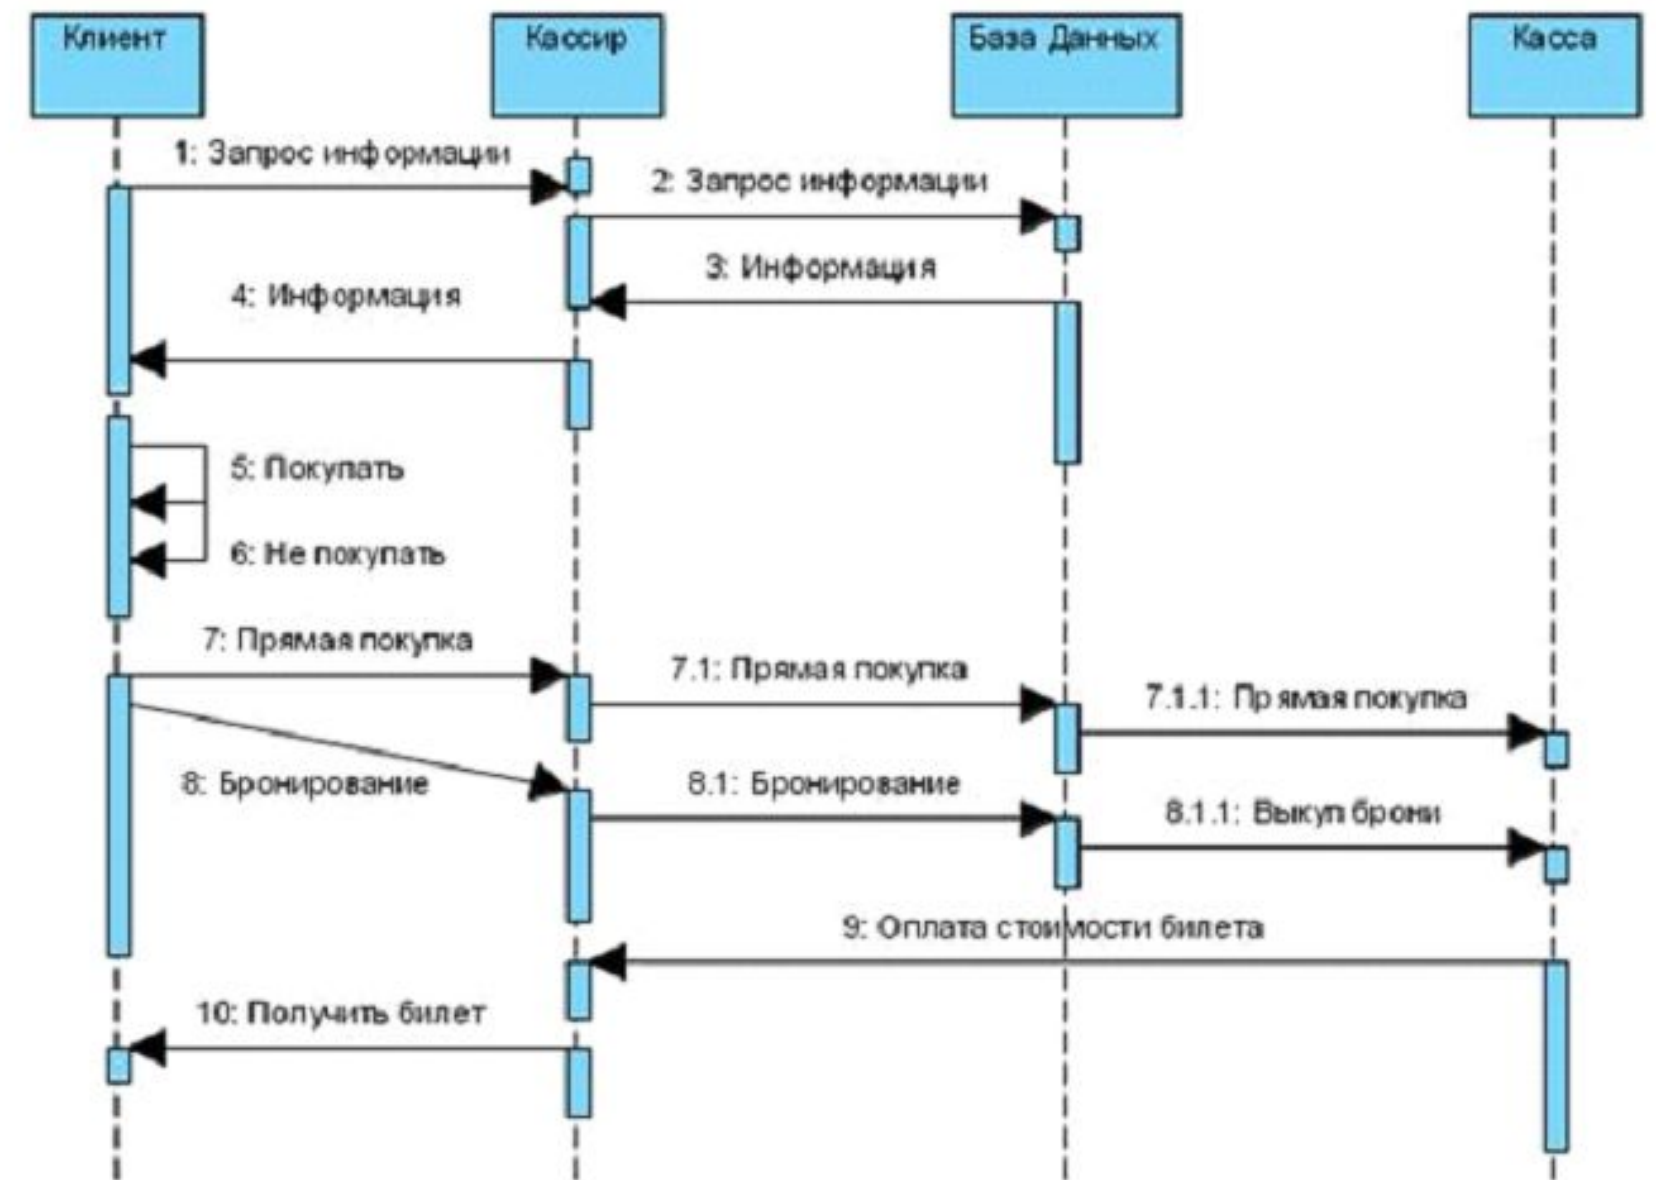 Клиент
Кассир
База Данных
Касса
1: Запрос информации
2: Запрос информации
3: Информация
4: Информация
5: Покупать
6: Не покупать
7: Прямая покупка
7.1: Прямая покупка
7.1.1: Прямая покупка
8: Бронирование
8.1: Бронирование
8.1.1: Выкуп брони
9: Оплата стоимости билета
10: Получить билет